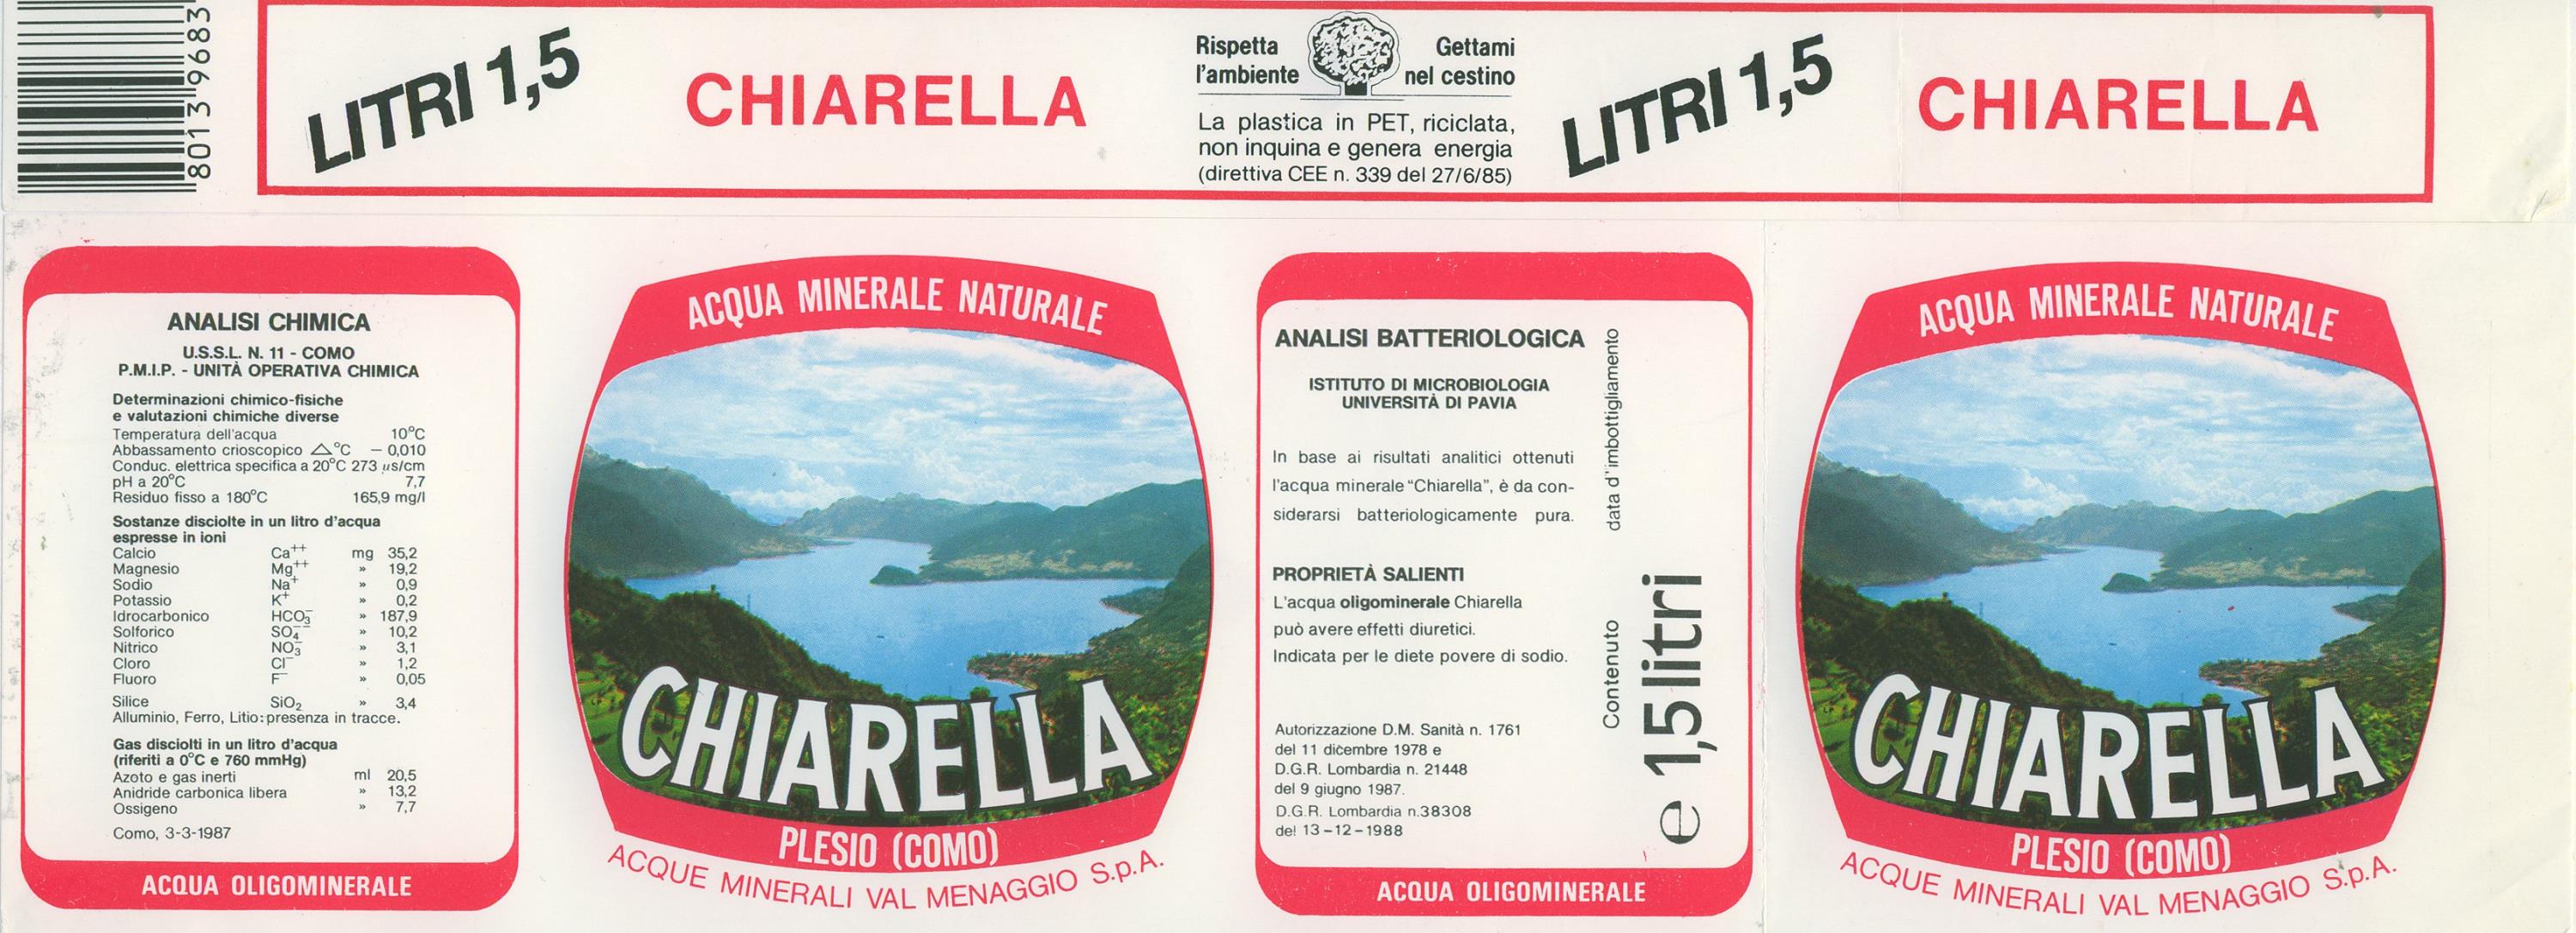 8013 9683
LITRI 1,5
CHIARELLA
Rispetta
l'ambiente
Gettami
nel cestino
La plastica in PET, riciclata,
non inquina e genera energia
(direttiva CEE n. 339 del 27/6/85)
LITRI 1,5
CHIARELLA
ANALISI CHIMICA
U.S.S.L. N. 11 - COMO
P.M.I.P. - UNITÀ OPERATIVA CHIMICA
Determinazioni chimico-fisiche
e valutazioni chimiche diverse
Temperatura dell'acqua 10°C
Abbassamento crioscopico △°C – 0,010
Conduc. elettrica specifica a 20°C 273 µs/cm
pH a 20°C 7,7
Residuo fisso a 180°C 165,9 mg/l
Sostanze disciolte in un litro d'acqua
espresse in ioni
Calcio Ca++ mg 35,2
Magnesio Mg++ » 19,2
Sodio Na+ » 0,9
Potassio K+ » 0,2
Idrocarbonico HCO3– » 187,9
Solforico SO4–– » 10,2
Nitrico NO3– » 3,1
Cloro Cl– » 1,2
Fluoro F– » 0,05
Silice SiO2 » 3,4
Alluminio, Ferro, Litio: presenza in tracce.
Gas disciolti in un litro d'acqua
(riferiti a 0°C e 760 mmHg)
Azoto e gas inerti ml 20,5
Anidride carbonica libera » 13,2
Ossigeno » 7,7
Como, 3-3-1987
ACQUA OLIGOMINERALE
ACQUA MINERALE NATURALE
CHIARELLA
PLESIO (COMO)
ACQUE MINERALI VAL MENAGGIO S.p.A.
ANALISI BATTERIOLOGICA
ISTITUTO DI MICROBIOLOGIA
UNIVERSITÀ DI PAVIA
In base ai risultati analitici ottenuti
l'acqua minerale "Chiarella", è da con-
siderarsi batteriologicamente pura.
PROPRIETÀ SALIENTI
L'acqua oligominerale Chiarella
può avere effetti diuretici.
Indicata per le diete povere di sodio.
Autorizzazione D.M. Sanità n. 1761
del 11 dicembre 1978 e
D.G.R. Lombardia n. 21448
del 9 giugno 1987.
D.G.R. Lombardia n.38308
del 13-12-1988
data d'imbottigliamento
Contenuto
e 1,5 litri
ACQUA OLIGOMINERALE
ACQUA MINERALE NATURALE
CHIARELLA
PLESIO (COMO)
ACQUE MINERALI VAL MENAGGIO S.p.A.